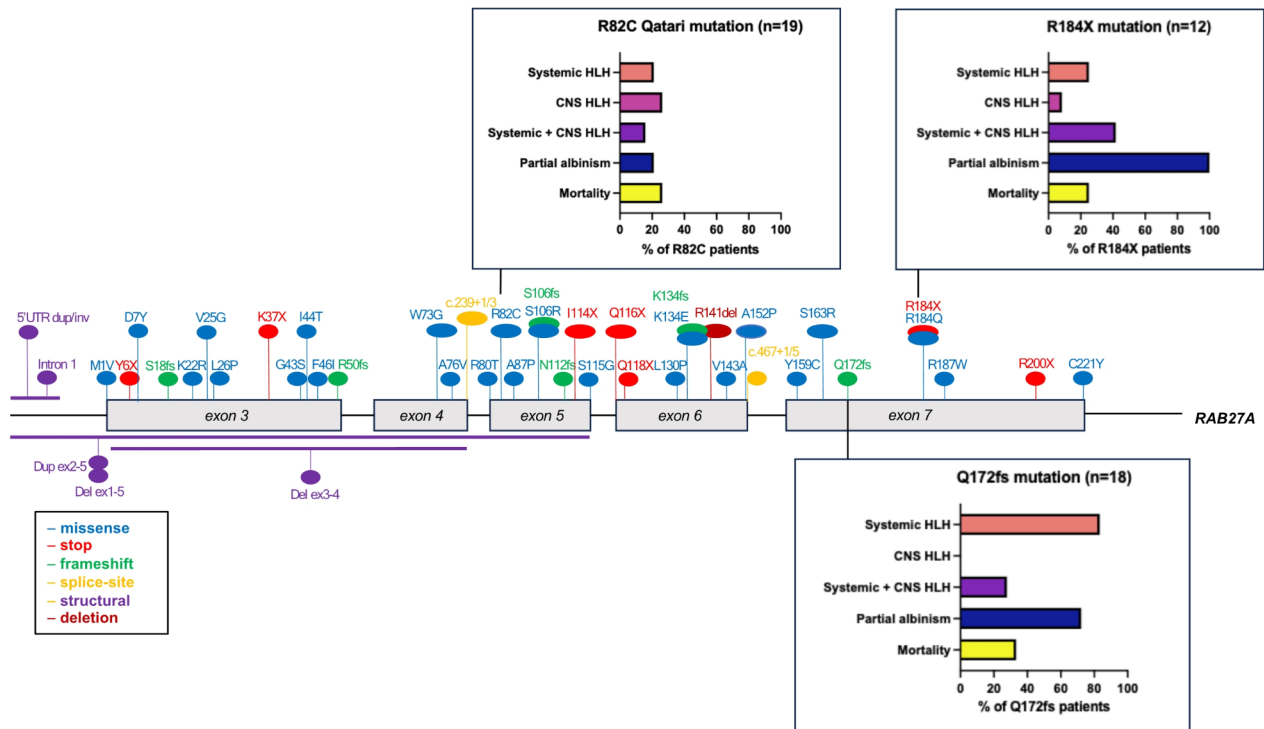 R82C Qatari mutation (n=19)
Systemic HLH
CNS HLH
Systemic + CNS HLH
Partial albinism
Mortality
0 20 40 60 80 100
% of R82C patients
R184X mutation (n=12)
Systemic HLH
CNS HLH
Systemic + CNS HLH
Partial albinism
Mortality
0 20 40 60 80 100
% of R184X patients
5'UTR dup/inv
D7Y
V25G
K37X
I44T
W73G
c.239+1/3
R82C
S106fs
S106R
I114X
Q116X
K134fs
K134E
R141del
A152P
S163R
R184X
R184Q
Intron 1
M1V
Y6X
S18fs
K22R
L26P
G43S
F46I
R50fs
A76V
R80T
A87P
N112fs
S115G
Q118X
L130P
V143A
c.467+1/5
Y159C
Q172fs
R187W
R200X
C221Y
exon 3
exon 4
exon 5
exon 6
exon 7
RAB27A
Dup ex2-5
Del ex1-5
Del ex3-4
– missense
– stop
– frameshift
– splice-site
– structural
– deletion
Q172fs mutation (n=18)
Systemic HLH
CNS HLH
Systemic + CNS HLH
Partial albinism
Mortality
0 20 40 60 80 100
% of Q172fs patients